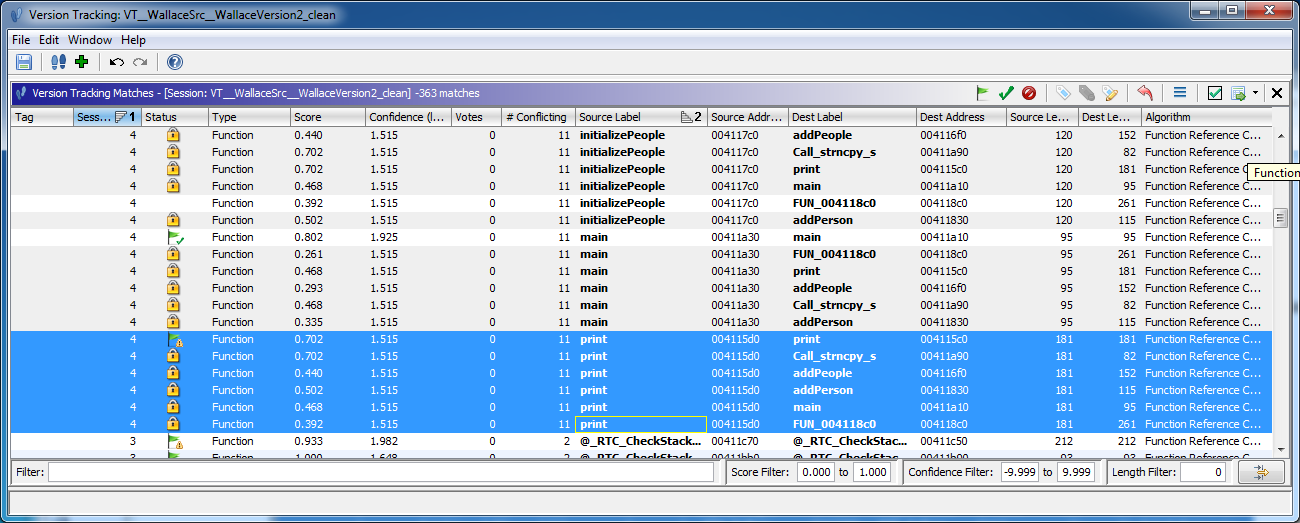 Version Tracking: VT__WallaceSrc__WallaceVersion2_clean
File Edit Window Help
Version Tracking Matches - [Session: VT__WallaceSrc__WallaceVersion2_clean] -363 matches
Tag Sess... 1 Status Type Score Confidence (l... Votes # Conflicting Source Label 2 Source Addr... Dest Label Dest Address Source Le... Dest Le... Algorithm
4 Function 0.440 1.515 0 11 initializePeople 004117c0 addPeople 004116f0 120 152 Function Reference C...
4 Function 0.702 1.515 0 11 initializePeople 004117c0 Call_strncpy_s 00411a90 120 82 Function Reference C...
4 Function 0.702 1.515 0 11 initializePeople 004117c0 print 004115c0 120 181 Function Reference C...
Function
4 Function 0.468 1.515 0 11 initializePeople 004117c0 main 00411a10 120 95 Function Reference C...
4 Function 0.392 1.515 0 11 initializePeople 004117c0 FUN_004118c0 004118c0 120 261 Function Reference C...
4 Function 0.502 1.515 0 11 initializePeople 004117c0 addPerson 00411830 120 115 Function Reference C...
4 Function 0.802 1.925 0 11 main 00411a30 main 00411a10 95 95 Function Reference C...
4 Function 0.261 1.515 0 11 main 00411a30 FUN_004118c0 004118c0 95 261 Function Reference C...
4 Function 0.468 1.515 0 11 main 00411a30 print 004115c0 95 181 Function Reference C...
4 Function 0.293 1.515 0 11 main 00411a30 addPeople 004116f0 95 152 Function Reference C...
4 Function 0.468 1.515 0 11 main 00411a30 Call_strncpy_s 00411a90 95 82 Function Reference C...
4 Function 0.335 1.515 0 11 main 00411a30 addPerson 00411830 95 115 Function Reference C...
4 Function 0.702 1.515 0 11 print 004115d0 print 004115c0 181 181 Function Reference C...
4 Function 0.702 1.515 0 11 print 004115d0 Call_strncpy_s 00411a90 181 82 Function Reference C...
4 Function 0.440 1.515 0 11 print 004115d0 addPeople 004116f0 181 152 Function Reference C...
4 Function 0.502 1.515 0 11 print 004115d0 addPerson 00411830 181 115 Function Reference C...
4 Function 0.468 1.515 0 11 print 004115d0 main 00411a10 181 95 Function Reference C...
4 Function 0.392 1.515 0 11 print 004115d0 FUN_004118c0 004118c0 181 261 Function Reference C...
3 Function 0.933 1.982 0 2 @_RTC_CheckStack... 00411c70 @_RTC_CheckStac... 00411c50 212 212 Function Reference C...
Filter: Score Filter: 0.000 to 1.000 Confidence Filter: -9.999 to 9.999 Length Filter: 0